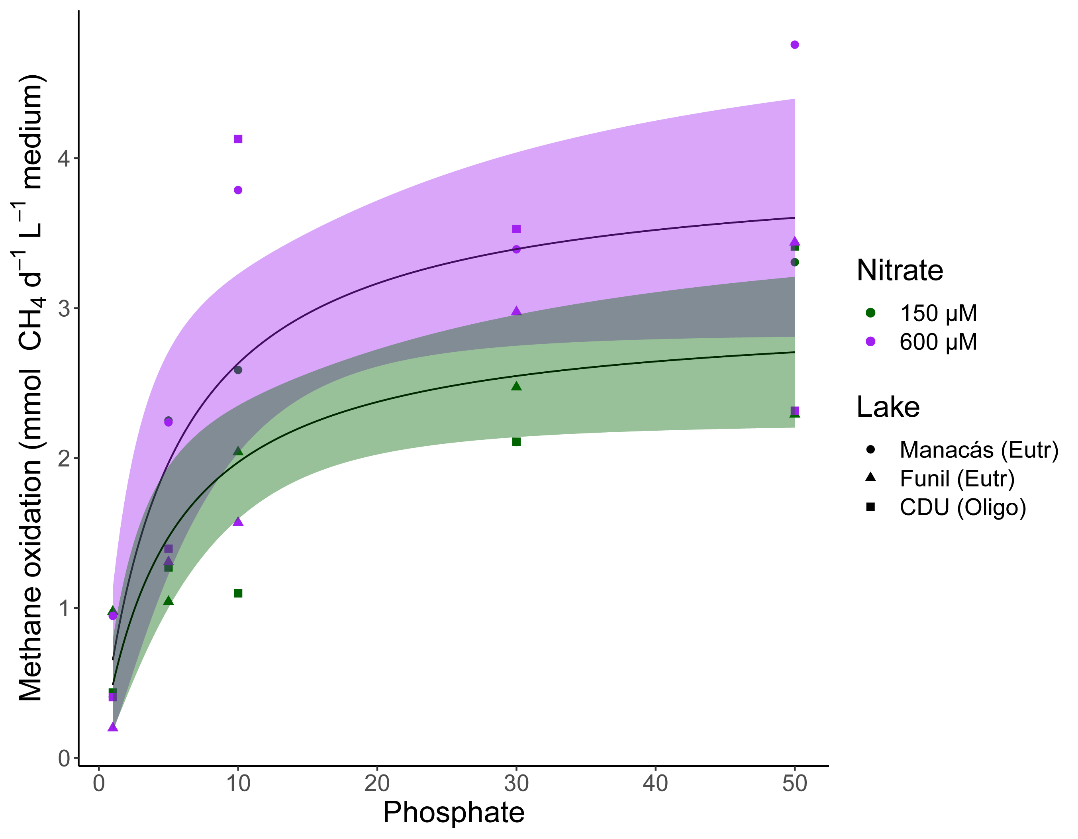 Methane oxidation (mmol CH₄ d⁻¹ L⁻¹ medium)
4
3
2
1
0
0 10 20 30 40 50
Phosphate
Nitrate
150 µM
600 µM
Lake
Manacás (Eutr)
Funil (Eutr)
CDU (Oligo)